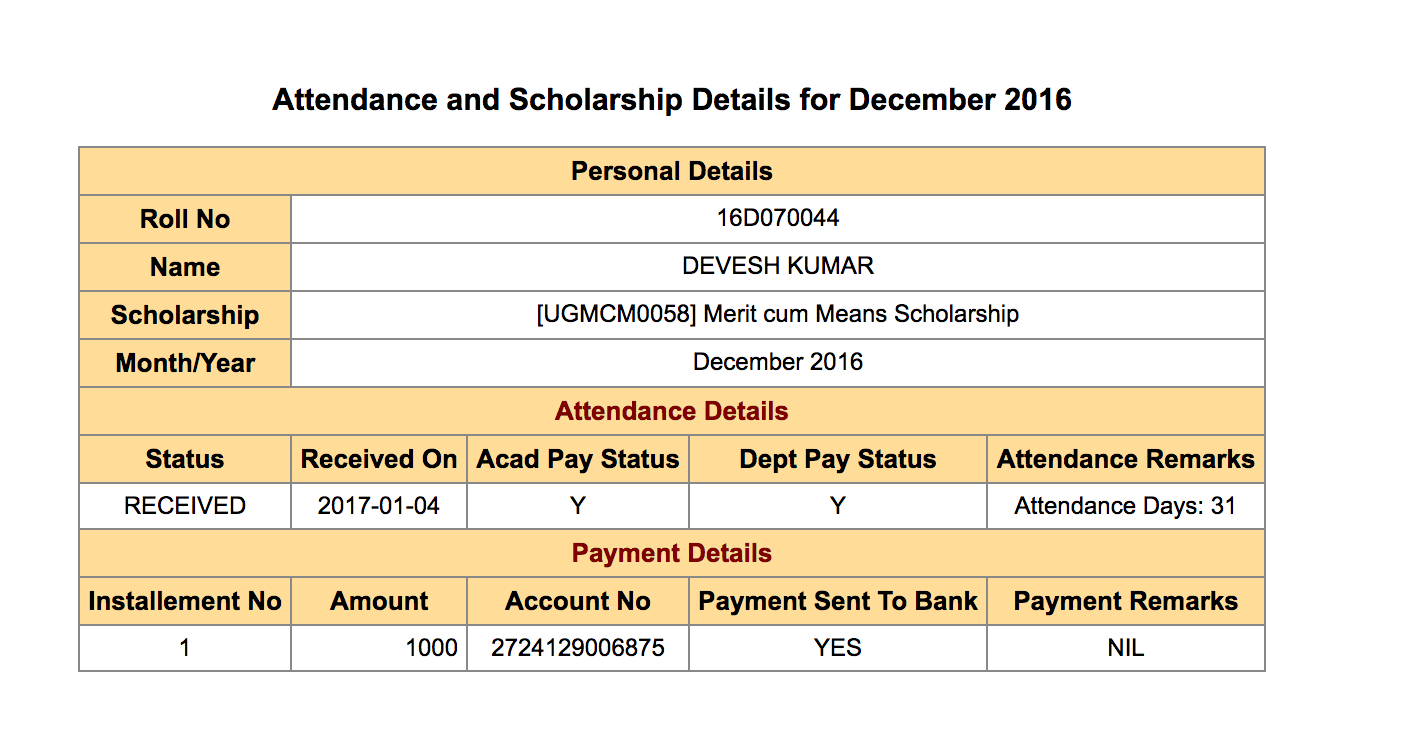 Attendance and Scholarship Details for December 2016
Personal Details
Roll No 16D070044
Name DEVESH KUMAR
Scholarship [UGMCM0058] Merit cum Means Scholarship
Month/Year December 2016
Attendance Details
Status Received On Acad Pay Status Dept Pay Status Attendance Remarks
RECEIVED 2017-01-04 Y Y Attendance Days: 31
Payment Details
Installement No Amount Account No Payment Sent To Bank Payment Remarks
1 1000 2724129006875 YES NIL